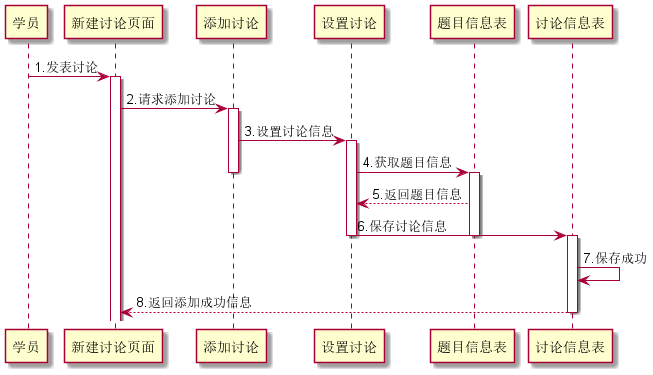 学员 新建讨论页面 添加讨论 设置讨论 题目信息表 讨论信息表
1.发表讨论
2.请求添加讨论
3.设置讨论信息
4.获取题目信息
5.返回题目信息
6.保存讨论信息
7.保存成功
8.返回添加成功信息
学员 新建讨论页面 添加讨论 设置讨论 题目信息表 讨论信息表